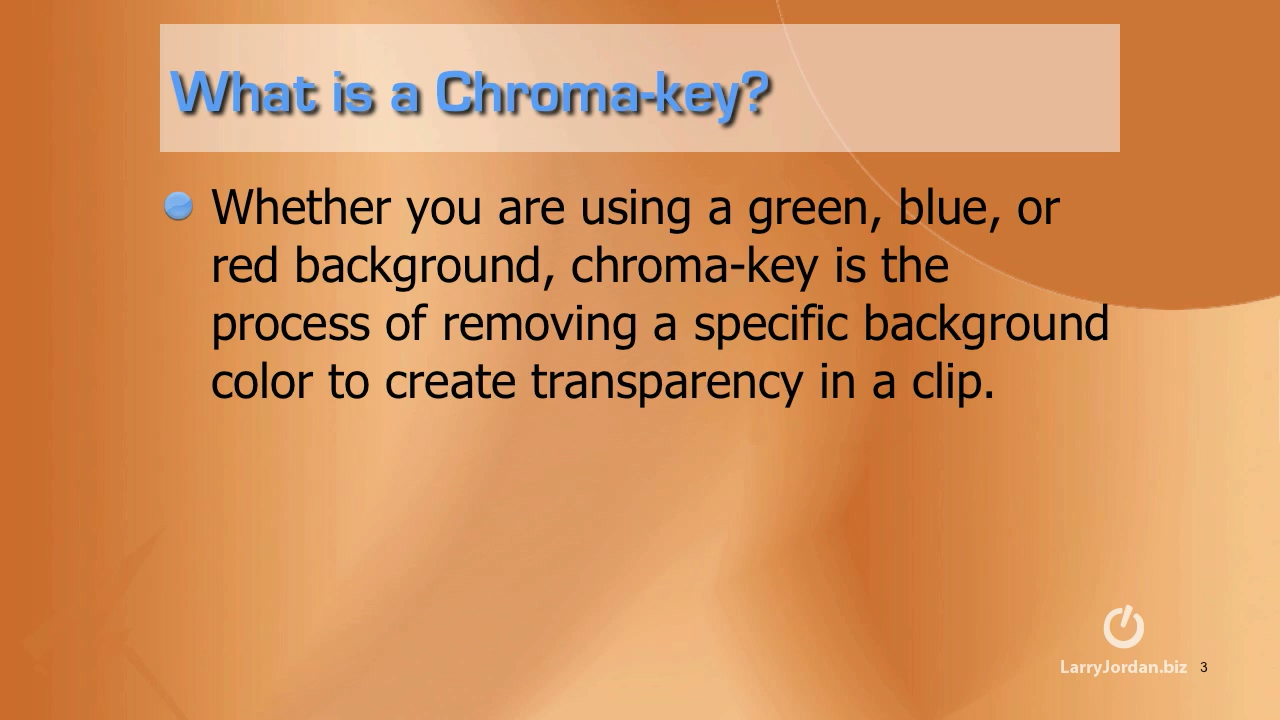 What is a Chroma-key?
Whether you are using a green, blue, or
red background, chroma-key is the
process of removing a specific background
color to create transparency in a clip.
LarryJordan.biz 3